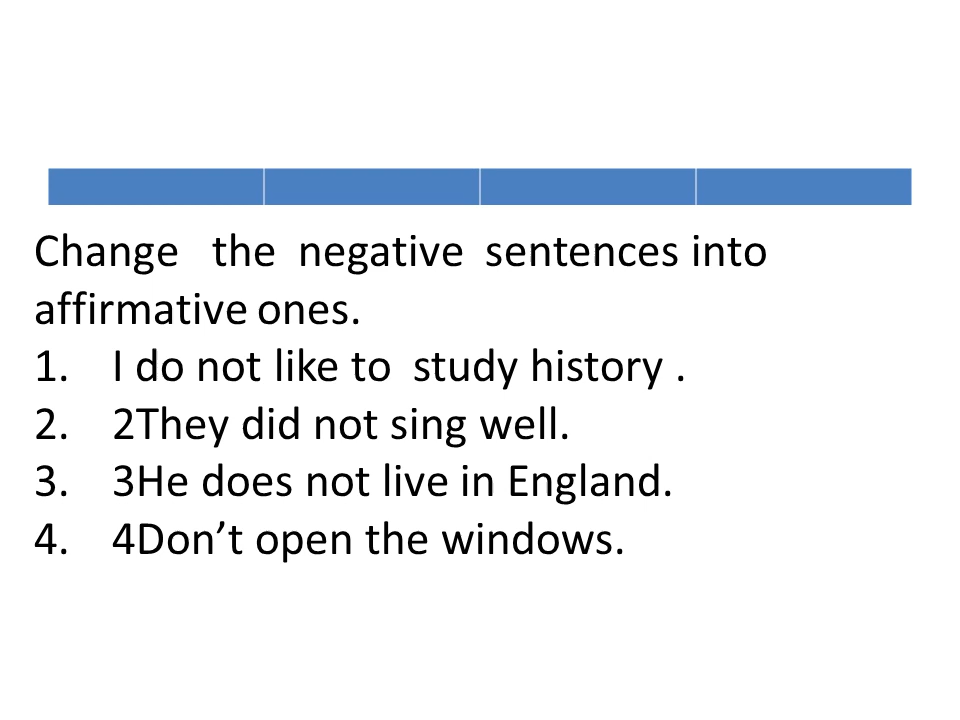 Change the negative sentences into
affirmative ones.
1. I do not like to study history .
2. 2They did not sing well.
3. 3He does not live in England.
4. 4Don’t open the windows.